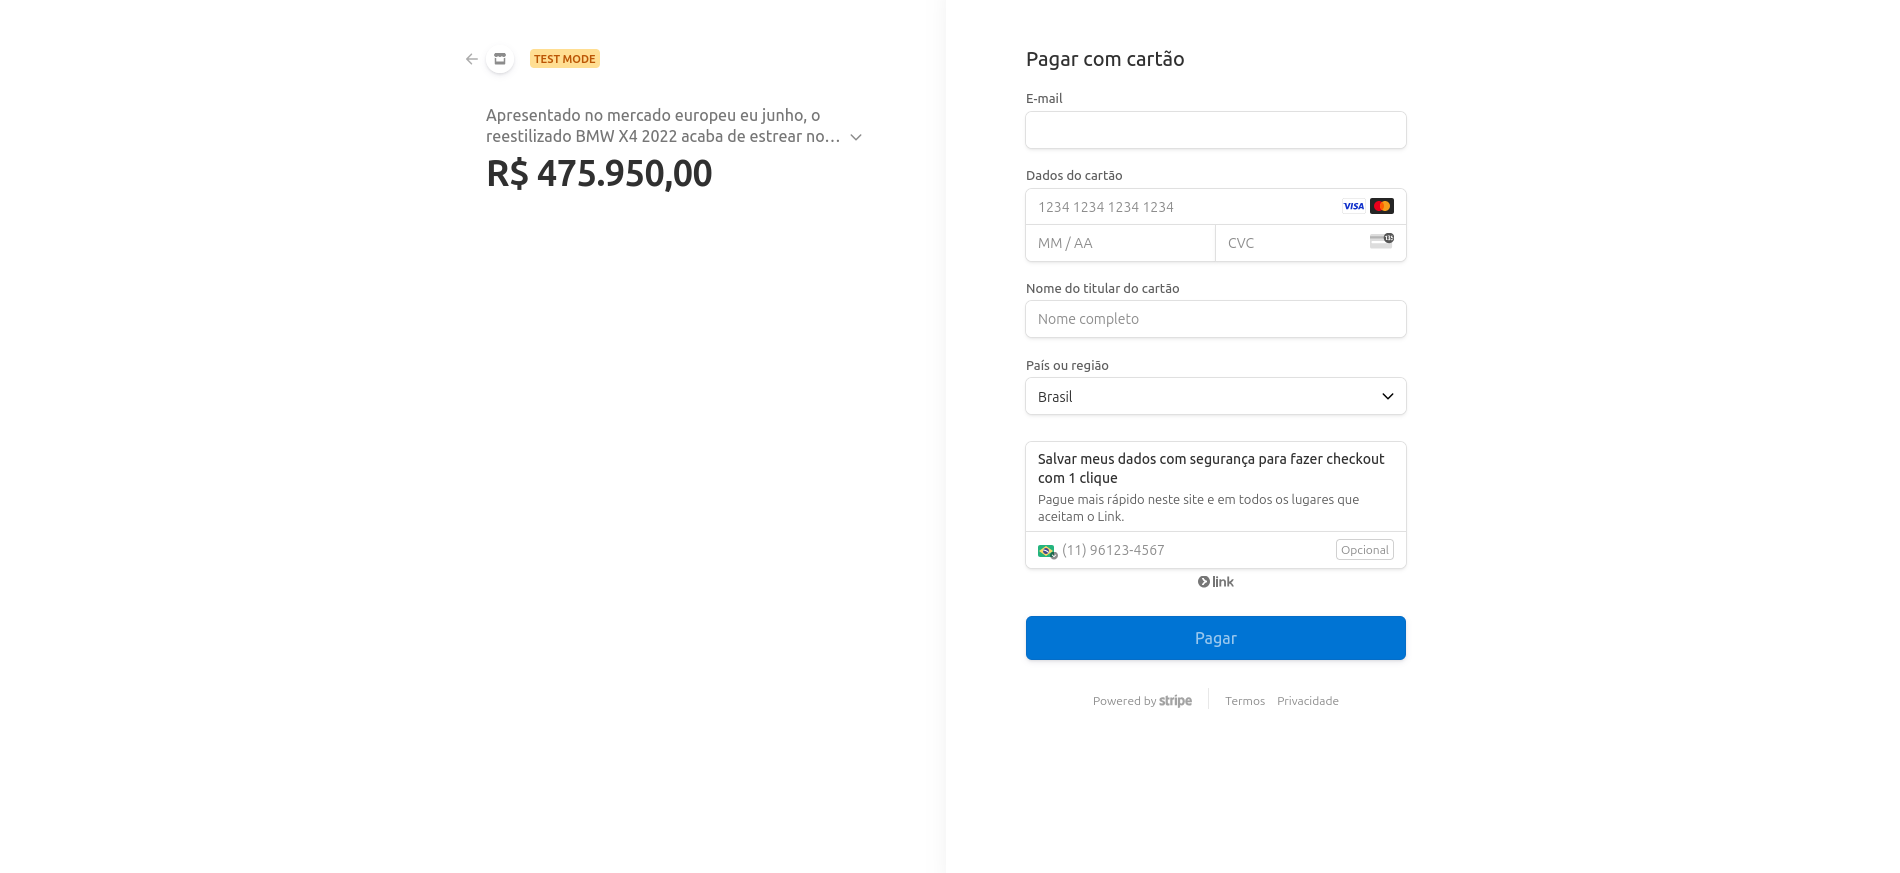 TEST MODE
Apresentado no mercado europeu eu junho, o
reestilizado BMW X4 2022 acaba de estrear no...
R$ 475.950,00
Pagar com cartão
E-mail
Dados do cartão
1234 1234 1234 1234
VISA
MM / AA
CVC
Nome do titular do cartão
Nome completo
País ou região
Brasil
Salvar meus dados com segurança para fazer checkout
com 1 clique
Pague mais rápido neste site e em todos os lugares que
aceitam o Link.
(11) 96123-4567
Opcional
link
Pagar
Powered by stripe
Termos
Privacidade